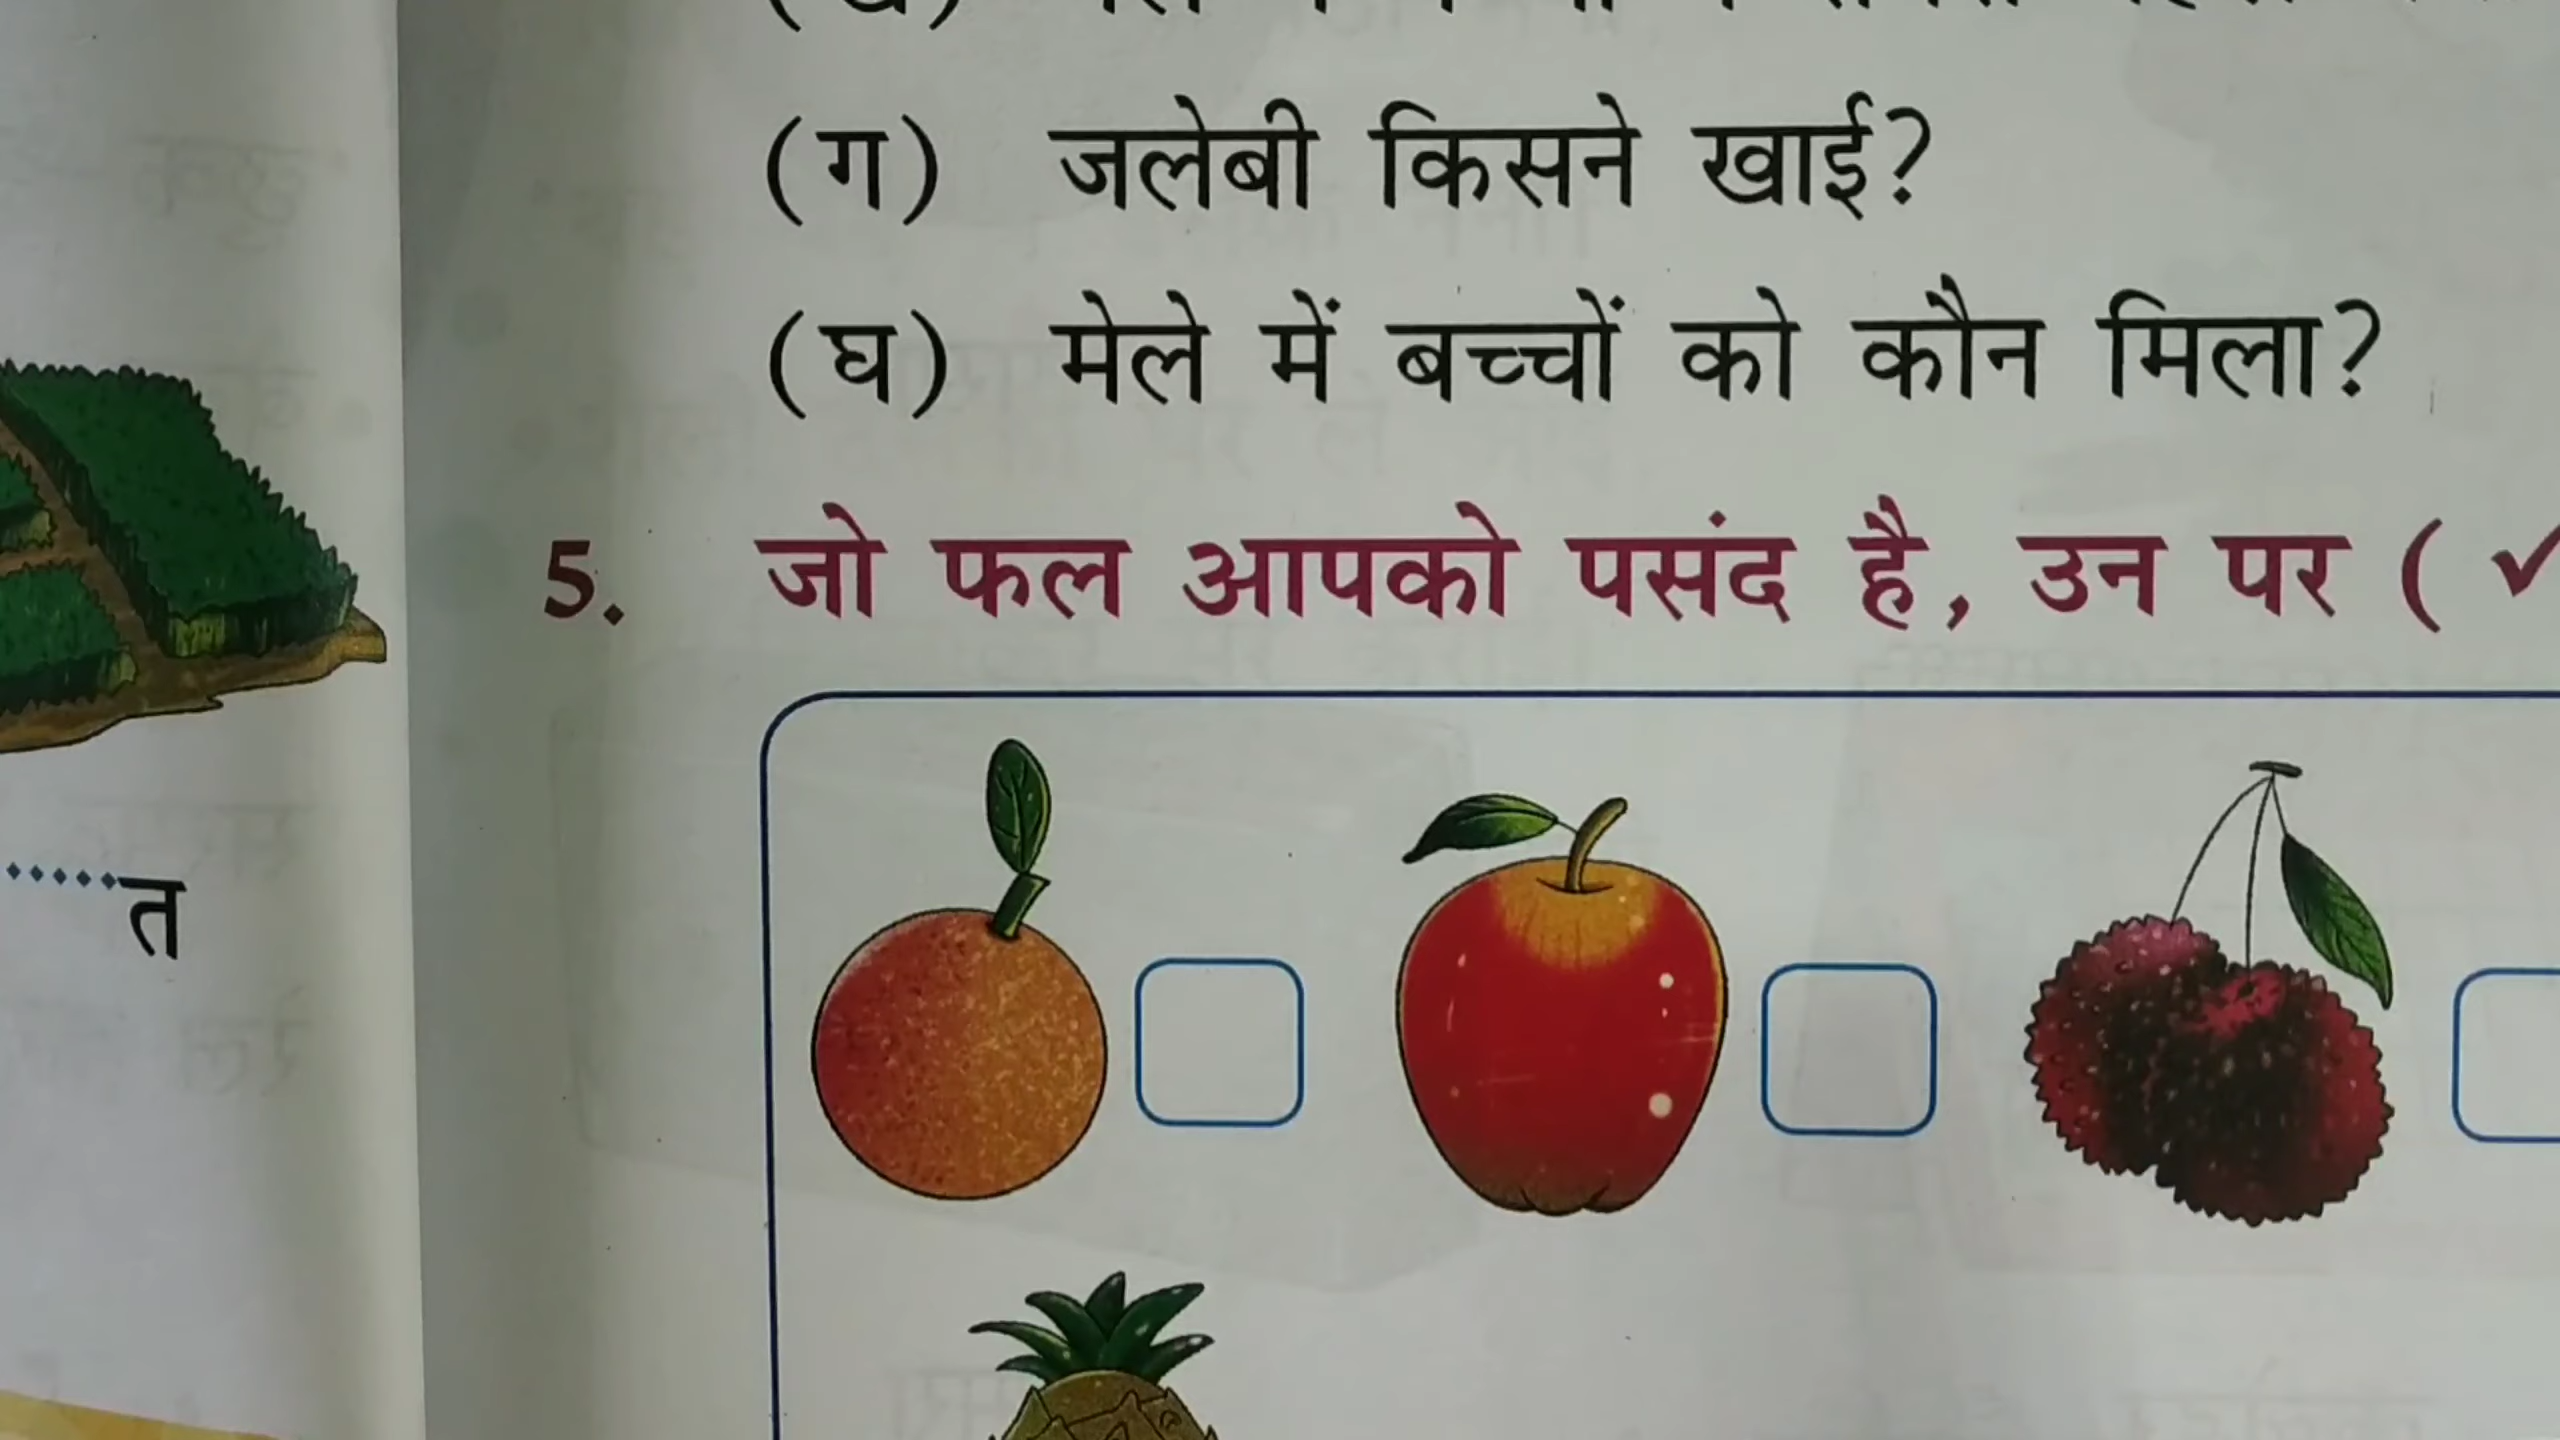 (ग) जलेबी किसने खाई?
(घ) मेले में बच्चों को कौन मिला?
5. जो फल आपको पसंद है, उन पर ( ✓
.....त